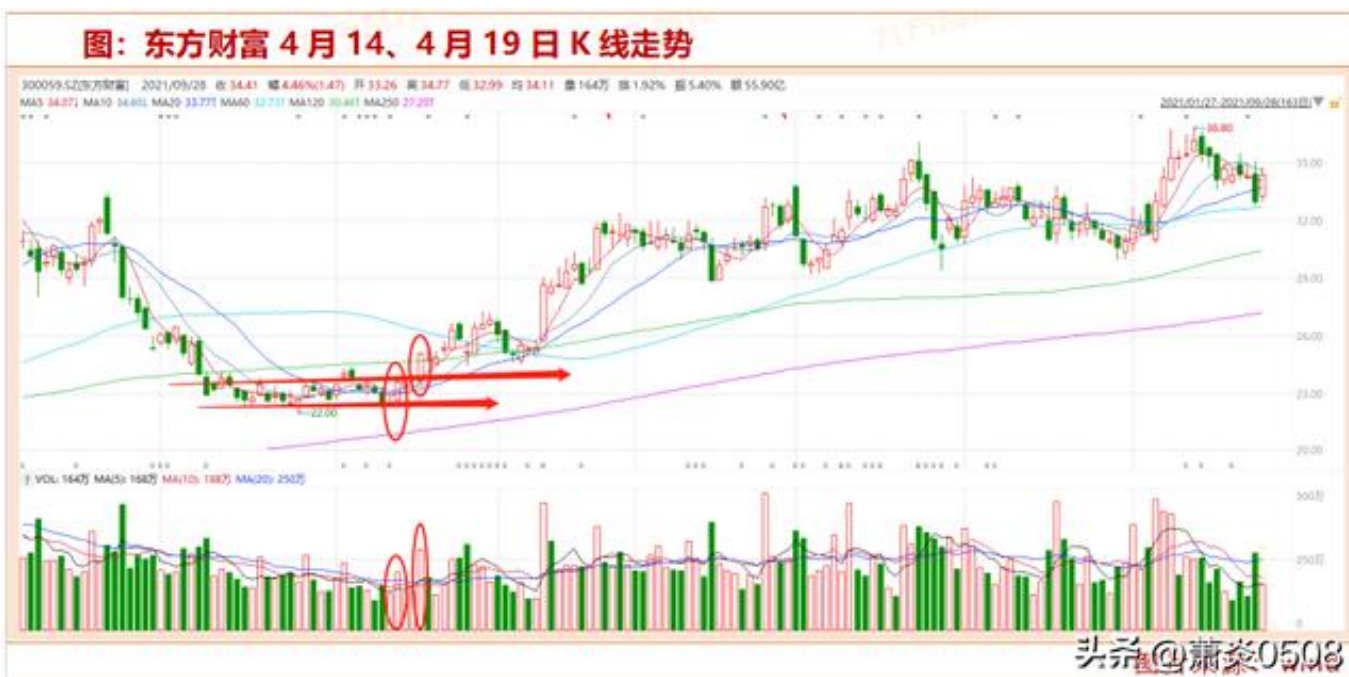 图：东方财富 4 月 14、4 月 19 日 K 线走势
300059.SZ[东方财富] 2021/09/28 收 34.41 幅 4.46%(1.47) 开 33.26 高 34.77 低 32.99 均 34.11 量 164万 换 1.92% 振 5.40% 额 55.90亿
MA5 34.07↓ MA10 34.60↓ MA20 33.77↑ MA60 32.73↑ MA120 30.46↑ MA250 27.20↑
2021/01/27-2021/09/28(163日)▼
36.80
35.00
32.00
29.00
26.00
23.00
22.00
20.00
VOL: 164万 MA(5): 168万 MA(10): 188万 MA(20): 250万
500万
250万
0
头条 @萧炎0508